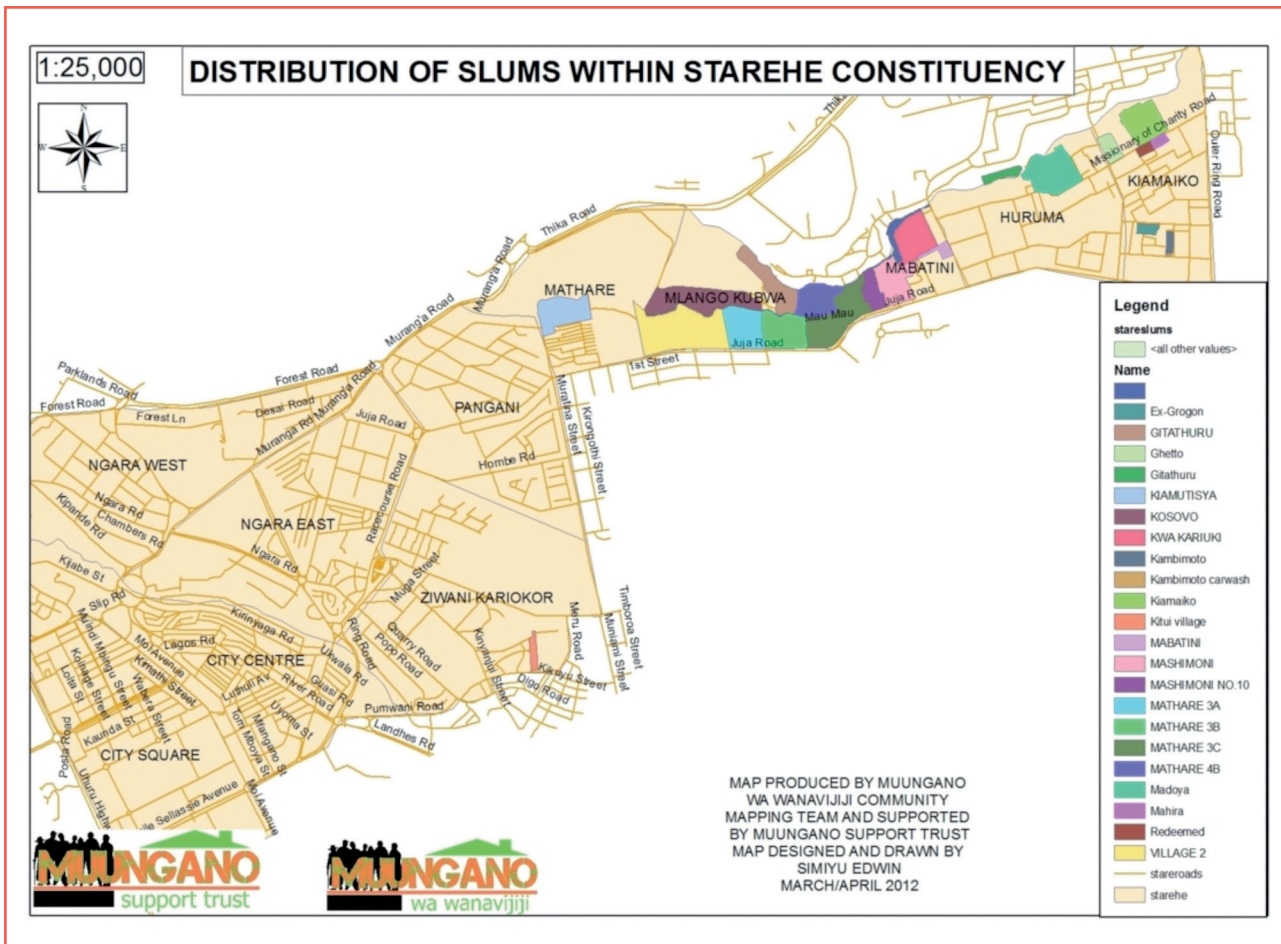 1:25,000
DISTRIBUTION OF SLUMS WITHIN STAREHE CONSTITUENCY
N
W
E
S
Thika
Missionary of Charity Road
Outer Ring Road
KIAMAIKO
HURUMA
Thika Road
Murang'a Road
MABATINI
MATHARE
MLANGO KUBWA
Mau Mau
Juja Road
Juja Road
1st Street
Murang'a Road
Forest Road
Parklands Road
Forest Road
Forest Ln
Desai Road
Muranga Rd
Murang'a Road
Juja Road
PANGANI
Muratina Street
Kirongothi Street
Hombe Rd
NGARA WEST
Ngara Rd
Chambers Rd
Kipande Rd
NGARA EAST
Racecourse Road
Ngara Rd
Kijabe St
Slip Rd
Muga Street
ZIWANI KARIOKOR
Timboroa Street
Muniami Street
Meru Road
Kinyanjui Street
Quarry Road
Popo Road
Ring Road
Ukwala Rd
Kirinyaga Rd
Lagos Rd
Moi Avenue
Muindi Mbingu Street
Koinage Street
Loita St
Kimathi Street
Wabera Street
CITY CENTRE
Luthuli Av
River Road
Gllasi Rd
Uyoma St
Mfangano St
Tom Mboya St
Kikuyu Street
Digo Road
Pumwani Road
Landhes Rd
Kaunda St
CITY SQUARE
Posta Road
Uhuru Highw
ile Sellassie Avenue
Moi Avenue
Legend
stareslums
<all other values>
Name
Ex-Grogon
GITATHURU
Ghetto
Gitathuru
KIAMUTISYA
KOSOVO
KWA KARIUKI
Kambimoto
Kambimoto carwash
Kiamaiko
Kitui village
MABATINI
MASHIMONI
MASHIMONI NO.10
MATHARE 3A
MATHARE 3B
MATHARE 3C
MATHARE 4B
Madoya
Mahira
Redeemed
VILLAGE 2
stareroads
starehe
MAP PRODUCED BY MUUNGANO
WA WANAVIJIJI COMMUNITY
MAPPING TEAM AND SUPPORTED
BY MUUNGANO SUPPORT TRUST
MAP DESIGNED AND DRAWN BY
SIMIYU EDWIN
MARCH/APRIL 2012
MUUNGANO
support trust
MUUNGANO
wa wanavijiji